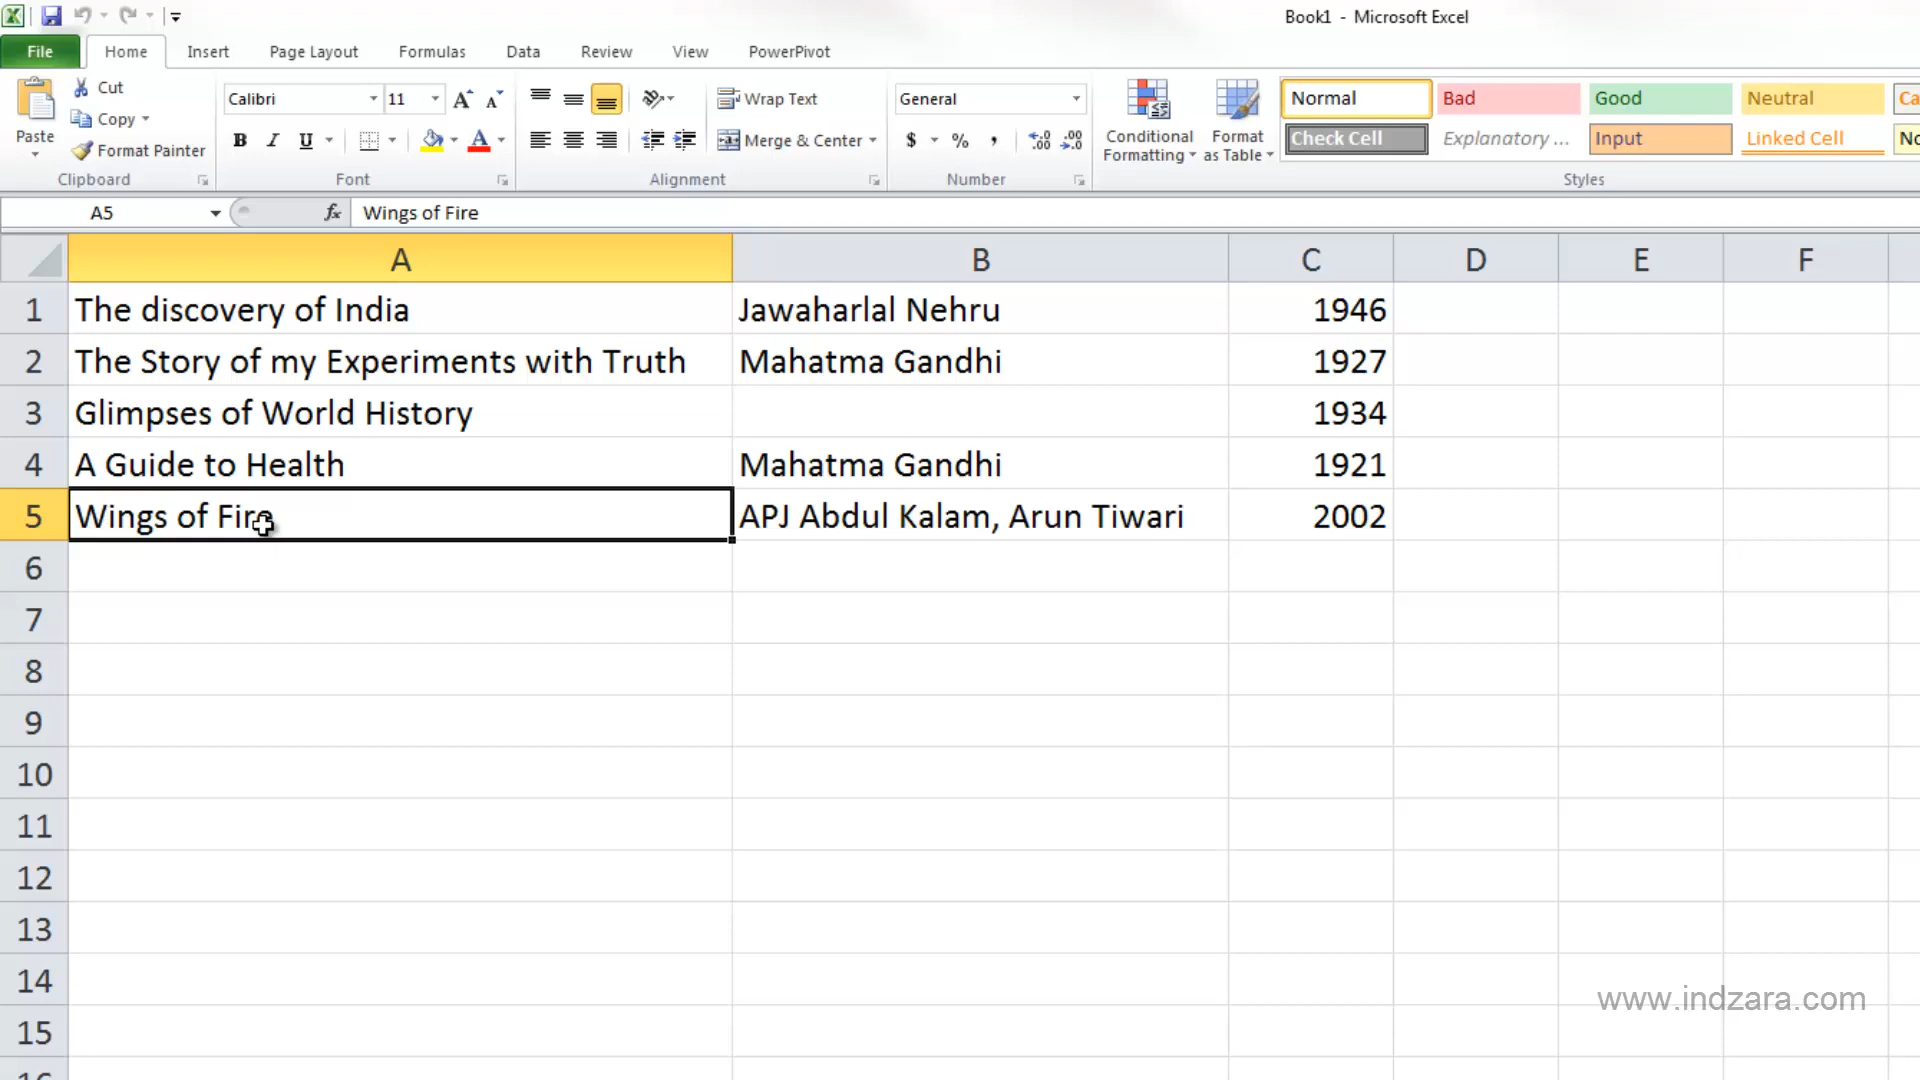 Book1 - Microsoft Excel
File Home Insert Page Layout Formulas Data Review View PowerPivot
Paste
Cut
Copy
Format Painter
Clipboard
Calibri 11
B I U
Font
Wrap Text
Merge & Center
Alignment
General
$ % ,
Number
Conditional Formatting
Format as Table
Normal Bad Good Neutral Ca
Check Cell Explanatory ... Input Linked Cell No
Styles
A5 fx Wings of Fire
A B C D E F
1 The discovery of India Jawaharlal Nehru 1946
2 The Story of my Experiments with Truth Mahatma Gandhi 1927
3 Glimpses of World History 1934
4 A Guide to Health Mahatma Gandhi 1921
5 Wings of Fire APJ Abdul Kalam, Arun Tiwari 2002
6
7
8
9
10
11
12
13
14
www.indzara.com
15
16